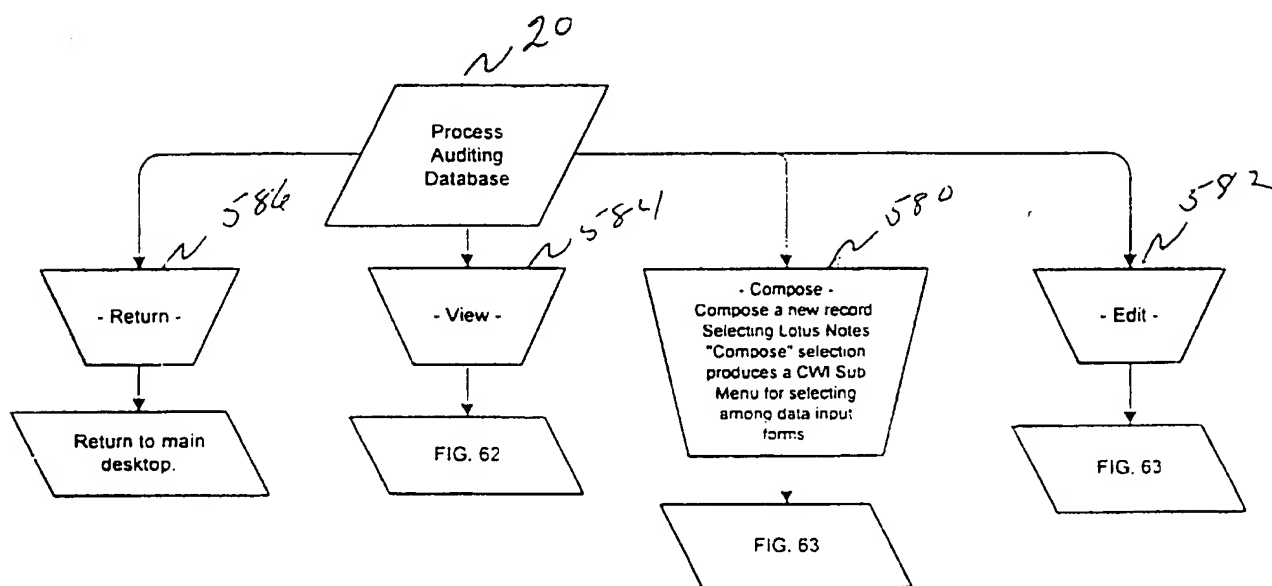 20
Process
Auditing
Database
586
584
580
582
- Return -
- View -
- Compose -
Compose a new record
Selecting Lotus Notes
"Compose" selection
produces a CWI Sub
Menu for selecting
among data input
forms
- Edit -
Return to main
desktop.
FIG. 62
FIG. 63
FIG. 63